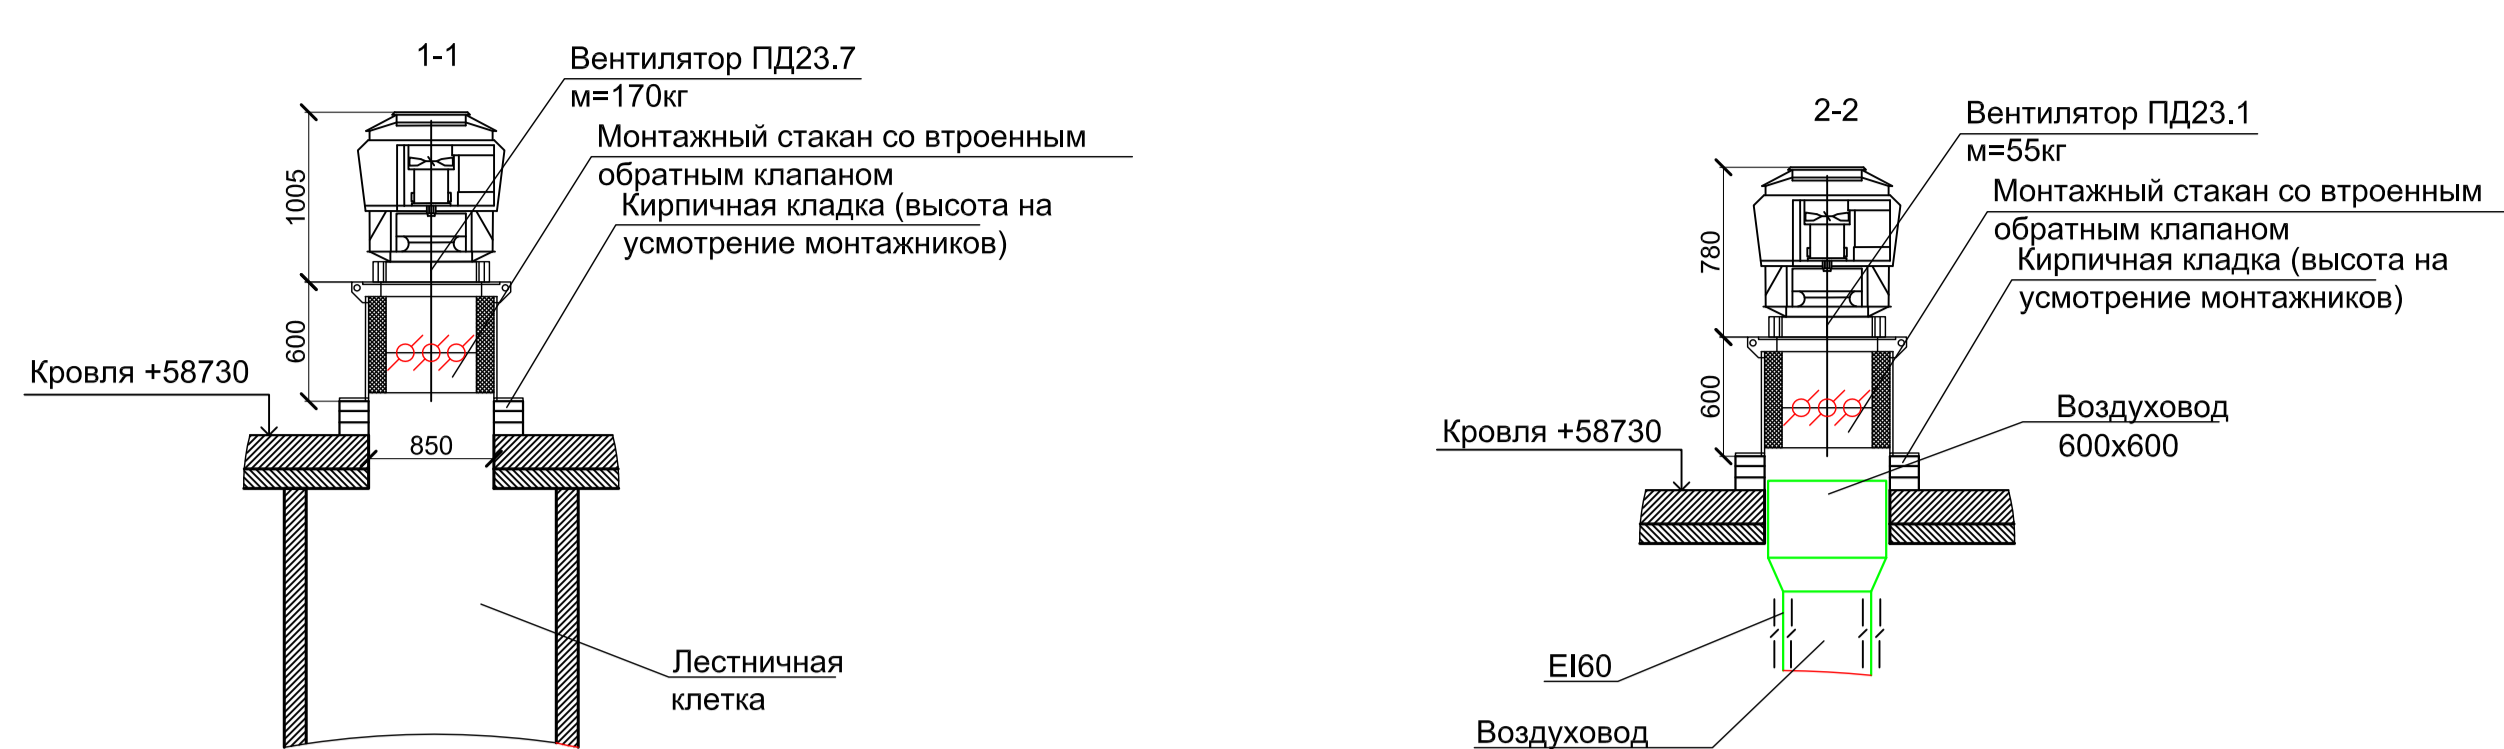 1-1
Вентилятор ПД23.7
м=170кг
Монтажный стакан со втроенным
обратным клапаном
Кирпичная кладка (высота на
усмотрение монтажников)
1005
600
Кровля +58730
850
Лестничная
клетка
2-2
Вентилятор ПД23.1
м=55кг
Монтажный стакан со втроенным
обратным клапаном
Кирпичная кладка (высота на
усмотрение монтажников)
780
600
Кровля +58730
Воздуховод
600х600
EI60
Воздуховод